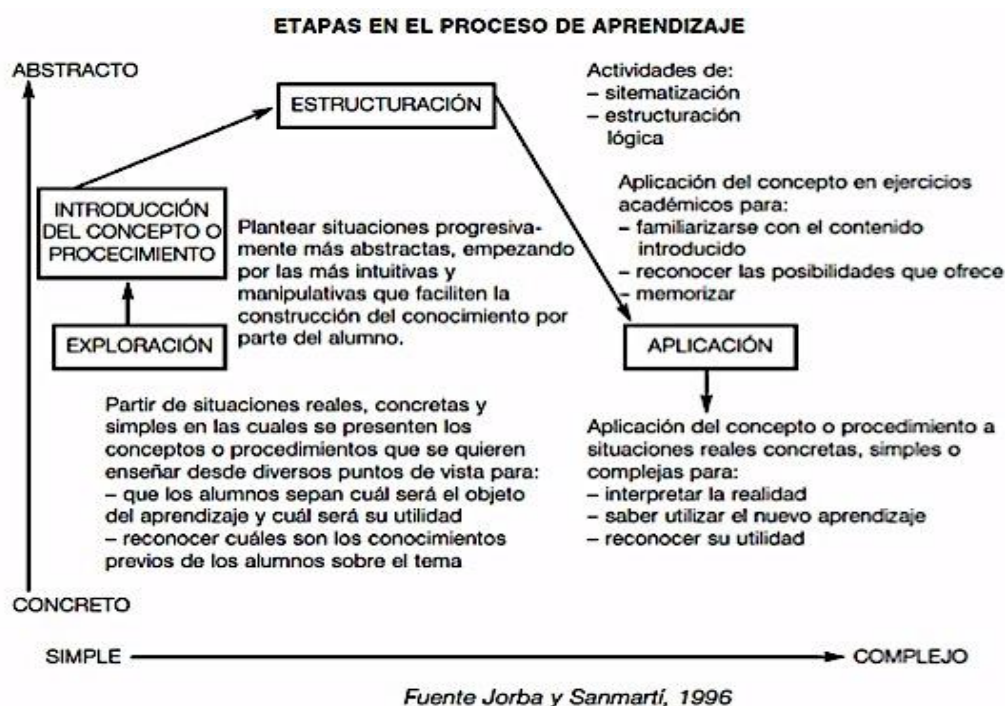 ETAPAS EN EL PROCESO DE APRENDIZAJE
ABSTRACTO
ESTRUCTURACIÓN
Actividades de:
– sitematización
– estructuración
lógica
INTRODUCCIÓN
DEL CONCEPTO O
PROCECIMIENTO
Plantear situaciones progresiva-
mente más abstractas, empezando
por las más intuitivas y
manipulativas que faciliten la
construcción del conocimiento por
parte del alumno.
Aplicación del concepto en ejercicios
académicos para:
– familiarizarse con el contenido
introducido
– reconocer las posibilidades que ofrece
– memorizar
EXPLORACIÓN
APLICACIÓN
Partir de situaciones reales, concretas y
simples en las cuales se presenten los
conceptos o procedimientos que se quieren
enseñar desde diversos puntos de vista para:
– que los alumnos sepan cuál será el objeto
del aprendizaje y cuál será su utilidad
– reconocer cuáles son los conocimientos
previos de los alumnos sobre el tema
Aplicación del concepto o procedimiento a
situaciones reales concretas, simples o
complejas para:
– interpretar la realidad
– saber utilizar el nuevo aprendizaje
– reconocer su utilidad
CONCRETO
SIMPLE
COMPLEJO
Fuente Jorba y Sanmartí, 1996